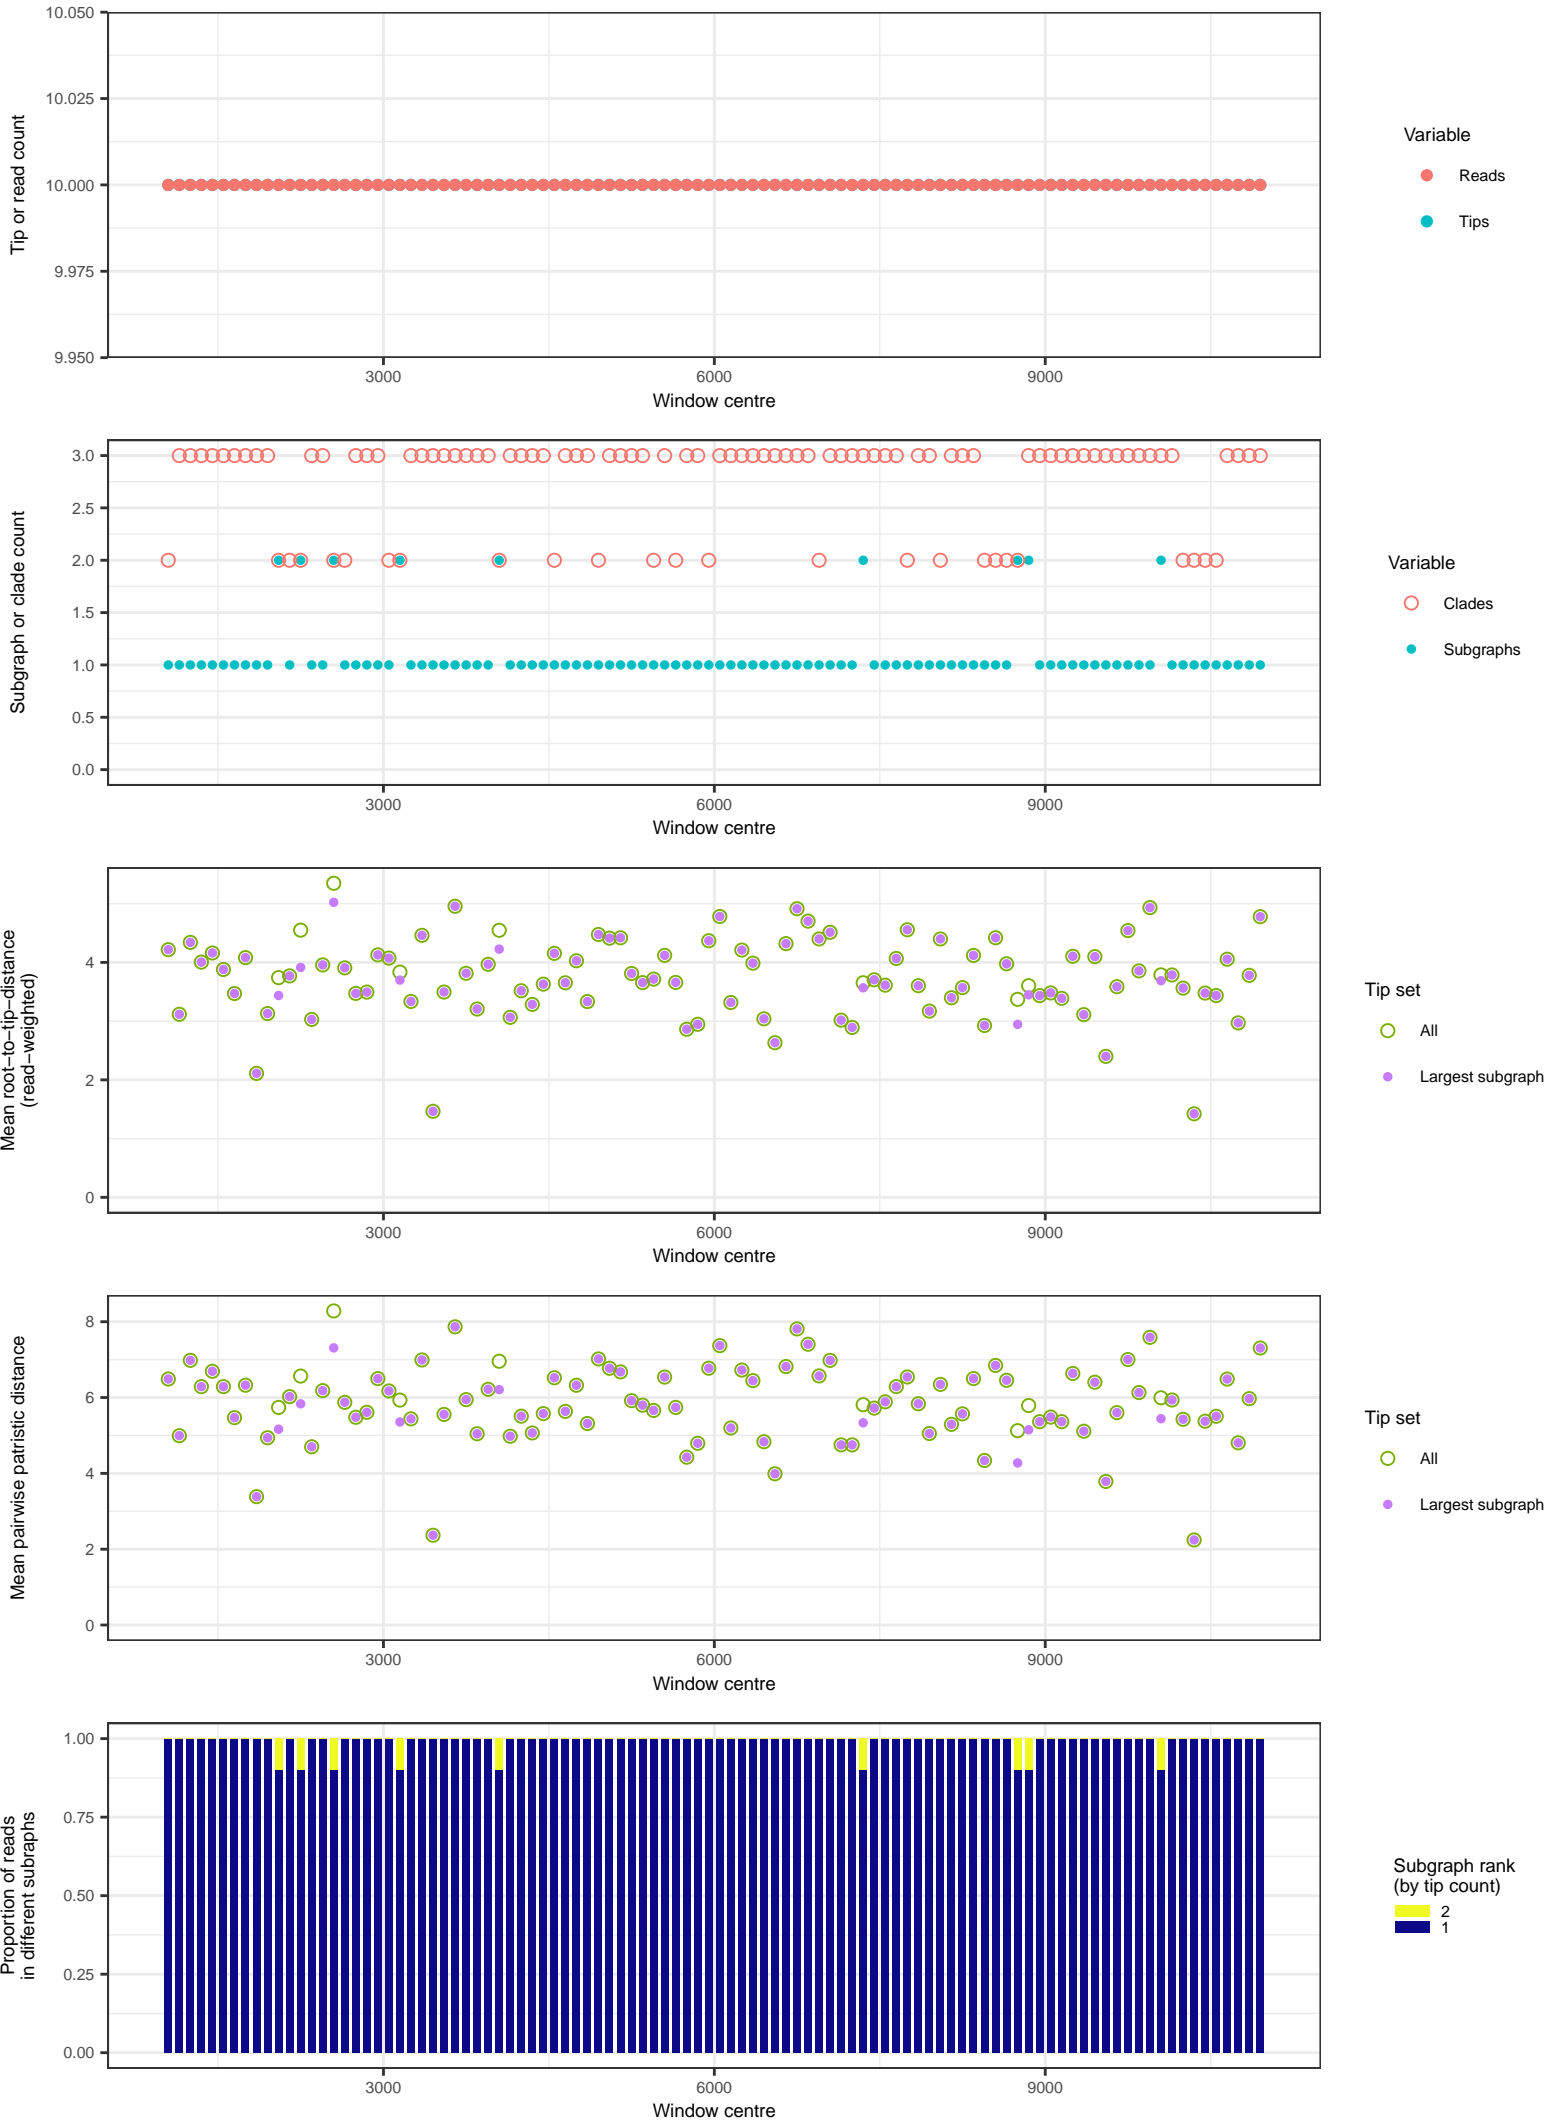 10.050
10.025
10.000
9.975
9.950
Tip or read count
3000 6000 9000
Window centre
Variable
Reads
Tips
3.0
2.5
2.0
1.5
1.0
0.5
0.0
Subgraph or clade count
3000 6000 9000
Window centre
Variable
Clades
Subgraphs
4
2
0
Mean root−to−tip−distance
(read−weighted)
3000 6000 9000
Window centre
Tip set
All
Largest subgraph
8
6
4
2
0
Mean pairwise patristic distance
3000 6000 9000
Window centre
Tip set
All
Largest subgraph
1.00
0.75
0.50
0.25
0.00
Proportion of reads
in different subraphs
3000 6000 9000
Window centre
Subgraph rank
(by tip count)
2
1